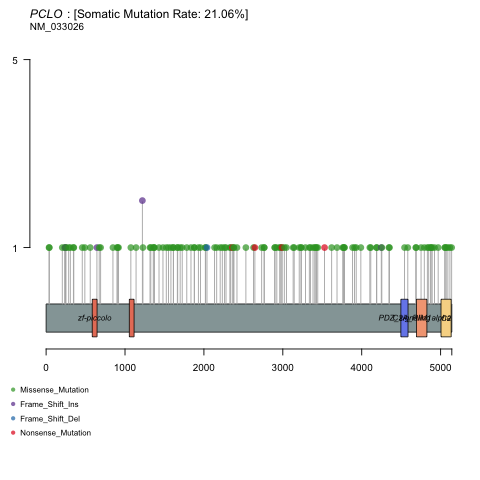 PCLO : [Somatic Mutation Rate: 21.06%]
NM_033026
5
1
zf-piccolo
PDZ_
0 1000 2000 3000 4000 5000
Missense_Mutation
Frame_Shift_Ins
Frame_Shift_Del
Nonsense_Mutation